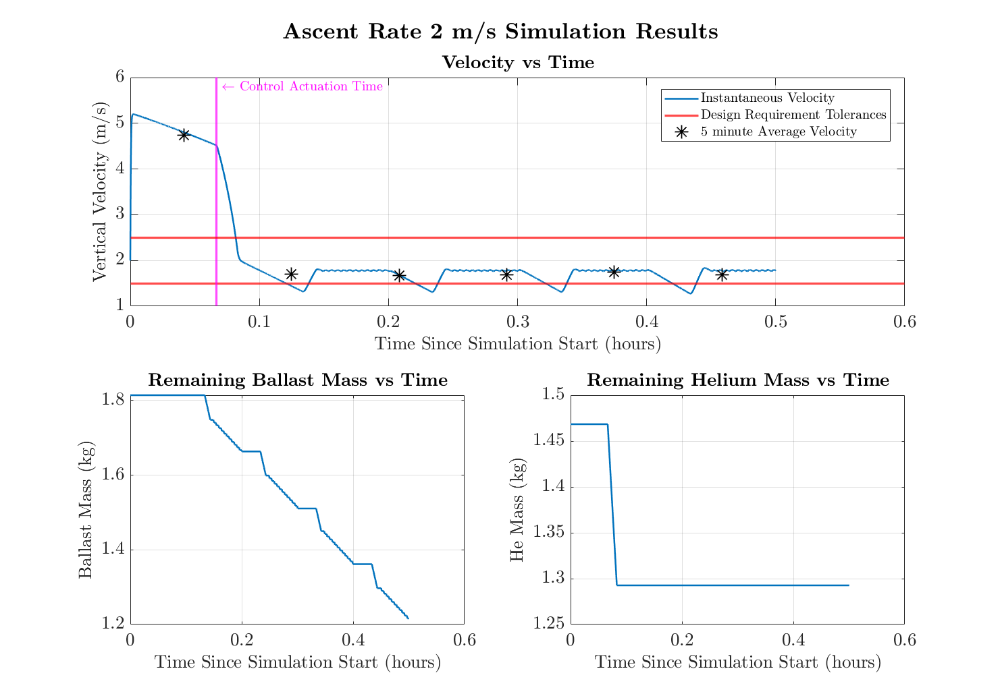 Ascent Rate 2 m/s Simulation Results
Velocity vs Time
6
5
4
3
2
1
Vertical Velocity (m/s)
← Control Actuation Time
Instantaneous Velocity
Design Requirement Tolerances
5 minute Average Velocity
0 0.1 0.2 0.3 0.4 0.5 0.6
Time Since Simulation Start (hours)
Remaining Ballast Mass vs Time
1.8
1.6
1.4
1.2
Ballast Mass (kg)
0 0.2 0.4 0.6
Time Since Simulation Start (hours)
Remaining Helium Mass vs Time
1.5
1.45
1.4
1.35
1.3
1.25
He Mass (kg)
0 0.2 0.4 0.6
Time Since Simulation Start (hours)